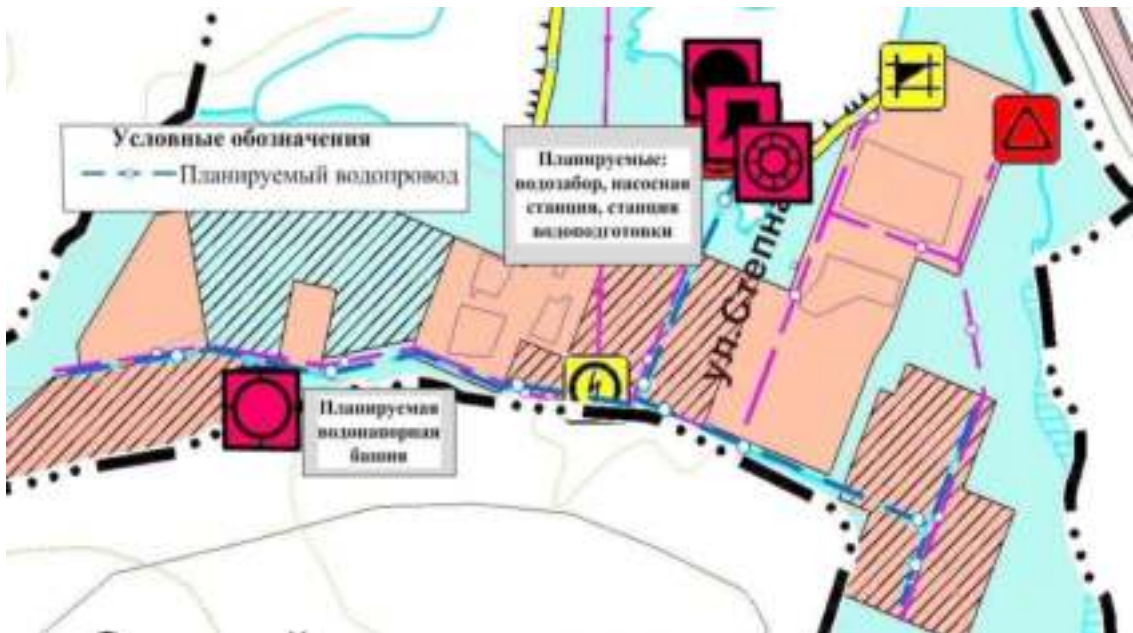 Условные обозначения
Планируемый водопровод
Планируемые:
водозабор, насосная
станция, станция
водоподготовки
ул.Степна
Планируемая
водонапорная
башня